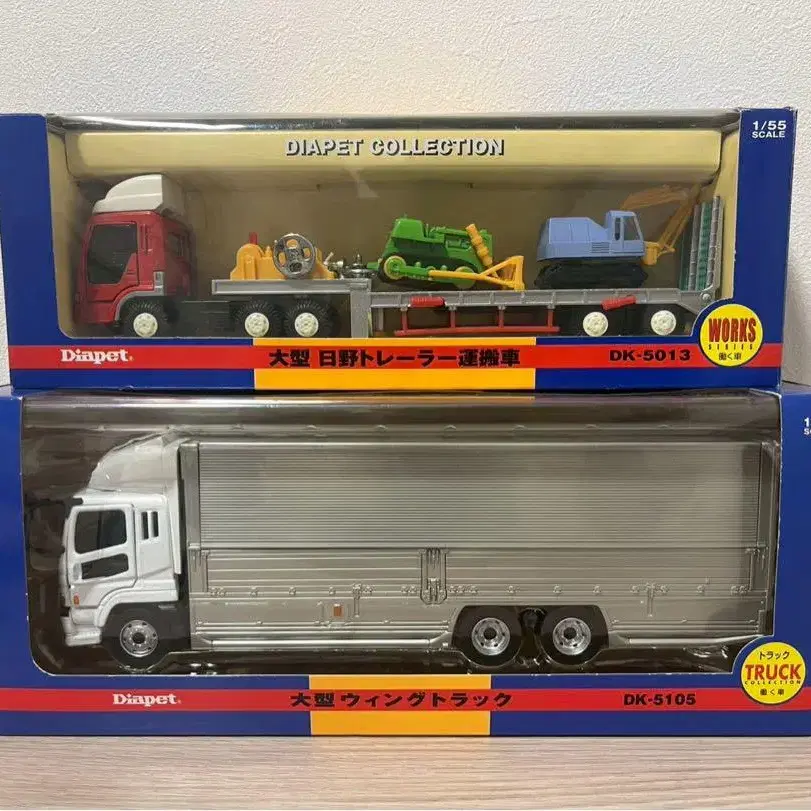 1/55
SCALE
DIAPET COLLECTION
WORKS
SERIES
働く車
Diapet®
大型 日野トレーラー運搬車
DK-5013
トラック
TRUCK
COLLECTION
働く車
Diapet®
大型 ウィングトラック
DK-5105